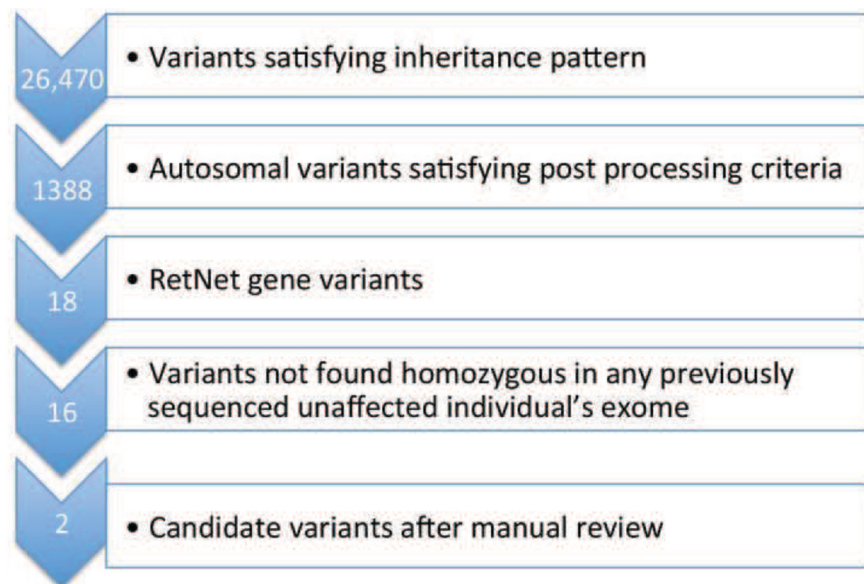 26,470
• Variants satisfying inheritance pattern
1388
• Autosomal variants satisfying post processing criteria
18
• RetNet gene variants
16
• Variants not found homozygous in any previously
sequenced unaffected individual's exome
2
• Candidate variants after manual review